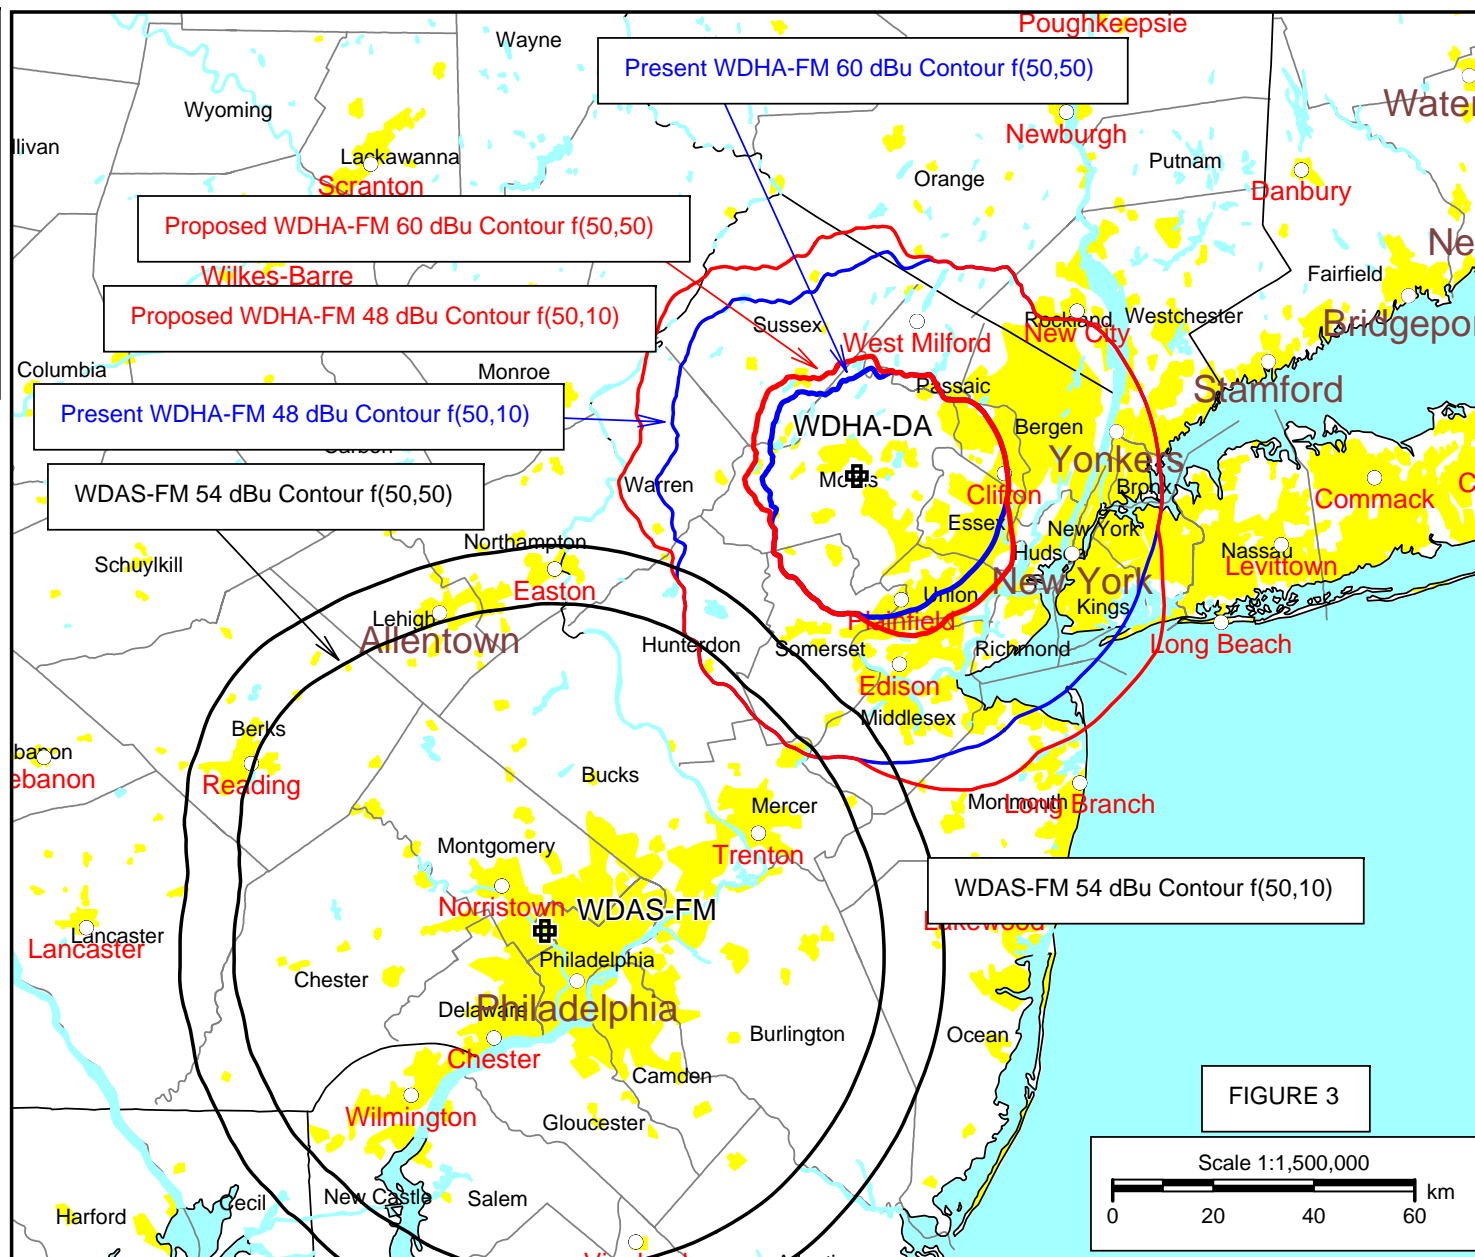 Poughkeepsie
Wayne
Present WDHA-FM 60 dBu Contour f(50,50)
Wyoming
Newburgh
Lackawanna
Putnam
Orange
Scranton
Danbury
Proposed WDHA-FM 60 dBu Contour f(50,50)
Wilkes-Barre
Fairfield
Proposed WDHA-FM 48 dBu Contour f(50,10)
Sussex
Rockland
Westchester
New City
West Milford
Columbia
Monroe
Passaic
Stamford
Present WDHA-FM 48 dBu Contour f(50,10)
WDHA-DA
Bergen
Yonkers
WDAS-FM 54 dBu Contour f(50,50)
Warren
Clifton
Bronx
Commack
Essex
New York
Northampton
Hudson
Nassau
Schuylkill
Levittown
Easton
New York
Union
Kings
Lehigh
Plainfield
Allentown
Hunterdon
Somerset
Richmond
Long Beach
Edison
Middlesex
Berks
Reading
Bucks
Mercer
Monmouth
Long Branch
Montgomery
Trenton
WDAS-FM 54 dBu Contour f(50,10)
Norristown
WDAS-FM
Lakewood
Lancaster
Lancaster
Philadelphia
Chester
Philadelphia
Delaware
Burlington
Ocean
Chester
Camden
Wilmington
Gloucester
FIGURE 3
Scale 1:1,500,000
km
0 20 40 60
New Castle
Salem
Cecil
Harford